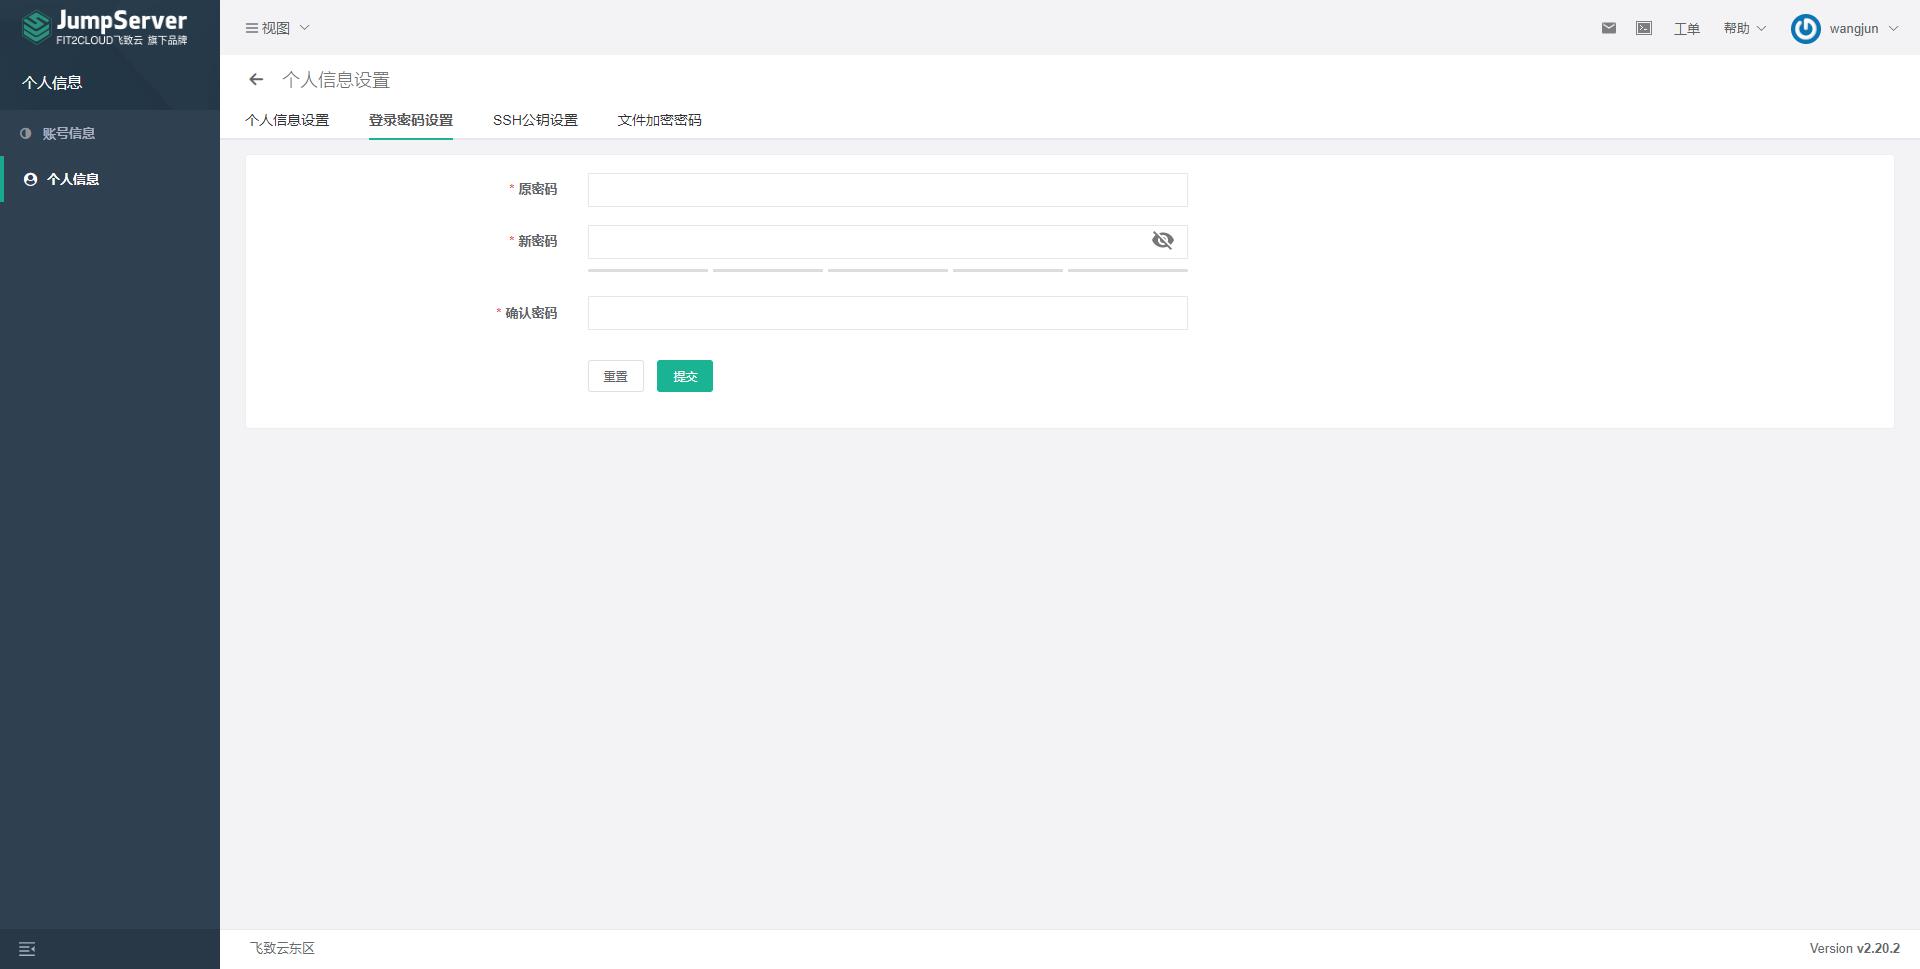 JumpServer
FIT2CLOUD飞致云 旗下品牌
视图
工单
帮助
wangjun
个人信息
账号信息
个人信息
个人信息设置
个人信息设置
登录密码设置
SSH公钥设置
文件加密密码
* 原密码
* 新密码
* 确认密码
重置
提交
飞致云东区
Version v2.20.2